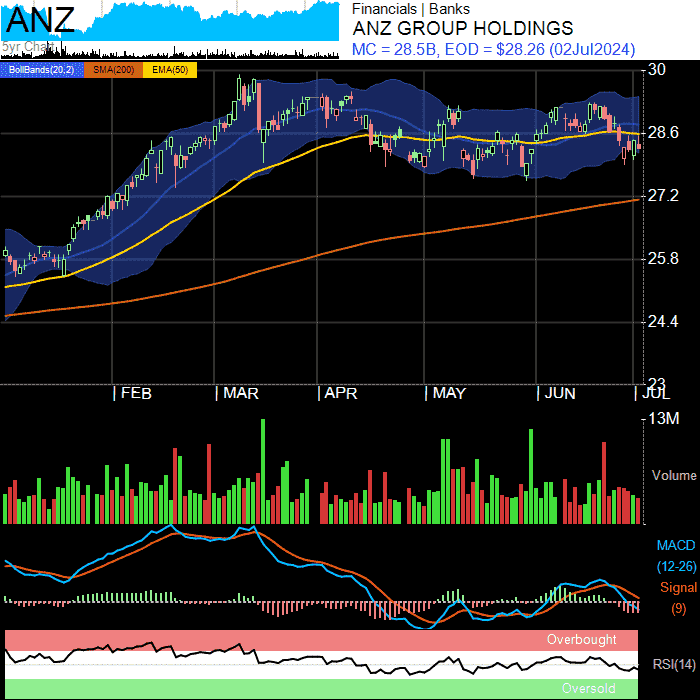 ANZ
5yr Chart
Financials | Banks
ANZ GROUP HOLDINGS
MC = 28.5B, EOD = $28.26 (02Jul2024)
BollBands(20,2) SMA(200) EMA(50)
30
28.6
27.2
25.8
24.4
23
| FEB | MAR | APR | MAY | JUN | JUL
13M
Volume
MACD
(12-26)
Signal
(9)
Overbought
RSI(14)
Oversold